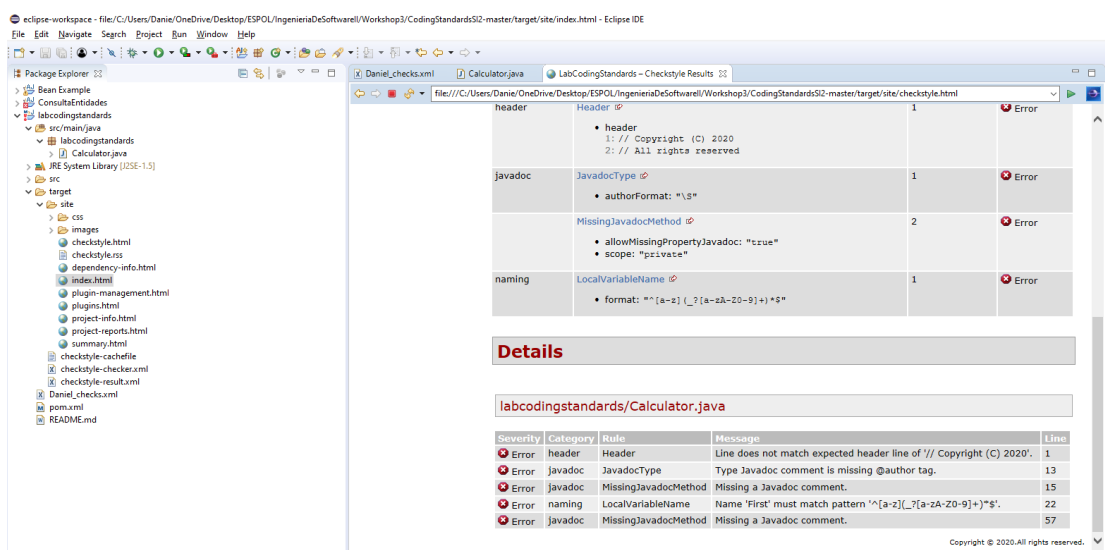 eclipse-workspace - file:/C:/Users/Danie/OneDrive/Desktop/ESPOL/IngenieriaDeSoftwareII/Workshop3/CodingStandardsSI2-master/target/site/index.html - Eclipse IDE
File Edit Navigate Search Project Run Window Help
Package Explorer
Bean Example
ConsultaEntidades
labcodingstandards
src/main/java
labcodingstandards
Calculator.java
JRE System Library [J2SE-1.5]
src
target
site
css
images
checkstyle.html
checkstyle.rss
dependency-info.html
index.html
plugin-management.html
plugins.html
project-info.html
project-reports.html
summary.html
checkstyle-cachefile
checkstyle-checker.xml
checkstyle-result.xml
Daniel_checks.xml
pom.xml
README.md
Daniel_checks.xml Calculator.java LabCodingStandards – Checkstyle Results
file:///C:/Users/Danie/OneDrive/Desktop/ESPOL/IngenieriaDeSoftwareII/Workshop3/CodingStandardsSI2-master/target/site/checkstyle.html
header Header 1 Error
• header
1: // Copyright (C) 2020
2: // All rights reserved
javadoc JavadocType 1 Error
• authorFormat: "\S"
MissingJavadocMethod 2 Error
• allowMissingPropertyJavadoc: "true"
• scope: "private"
naming LocalVariableName 1 Error
• format: "^[a-z](_?[a-zA-Z0-9]+)*$"
Details
labcodingstandards/Calculator.java
Severity Category Rule Message Line
Error header Header Line does not match expected header line of '// Copyright (C) 2020'. 1
Error javadoc JavadocType Type Javadoc comment is missing @author tag. 13
Error javadoc MissingJavadocMethod Missing a Javadoc comment. 15
Error naming LocalVariableName Name 'First' must match pattern '^[a-z](_?[a-zA-Z0-9]+)*$'. 22
Error javadoc MissingJavadocMethod Missing a Javadoc comment. 57
Copyright © 2020.All rights reserved.